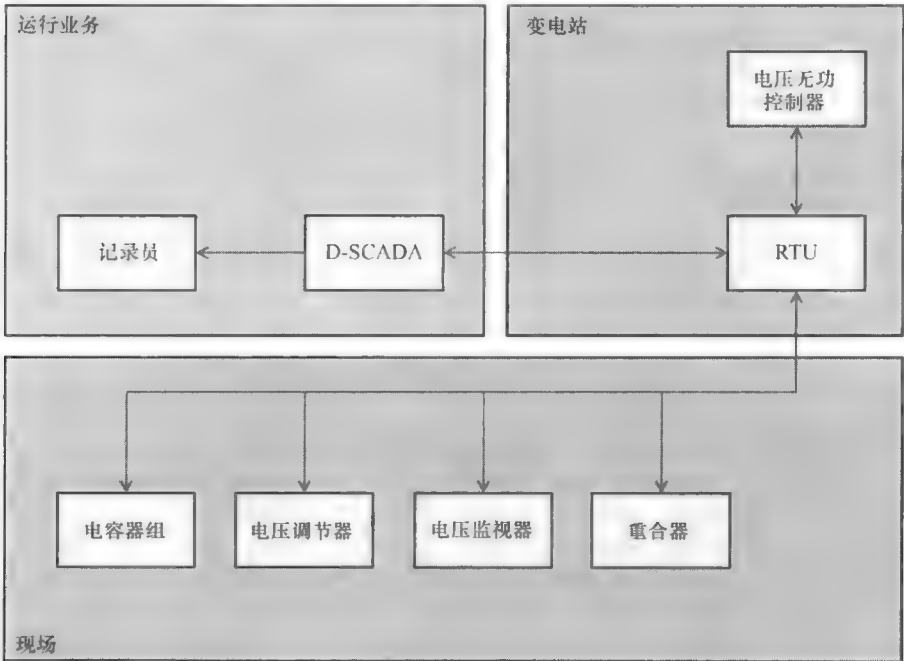 运行业务
变电站
电压无功
控制器
记录员
D-SCADA
RTU
电容器组
电压调节器
电压监视器
重合器
现场